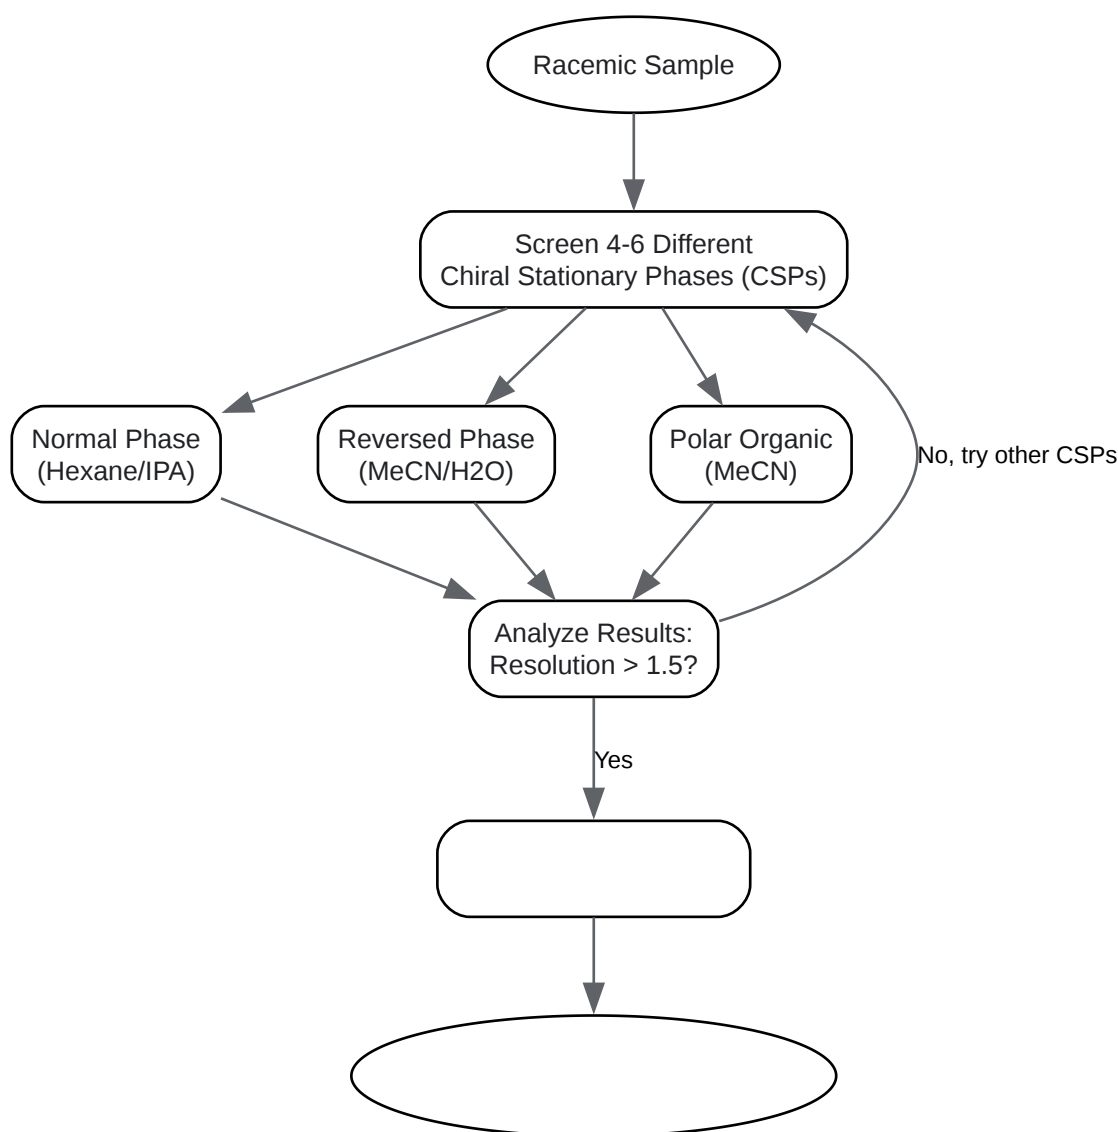 Racemic Sample
Screen 4-6 Different
Chiral Stationary Phases (CSPs)
Normal Phase
(Hexane/IPA)
Reversed Phase
(MeCN/H2O)
Polar Organic
(MeCN)
No, try other CSPs
Analyze Results:
Resolution > 1.5?
Yes